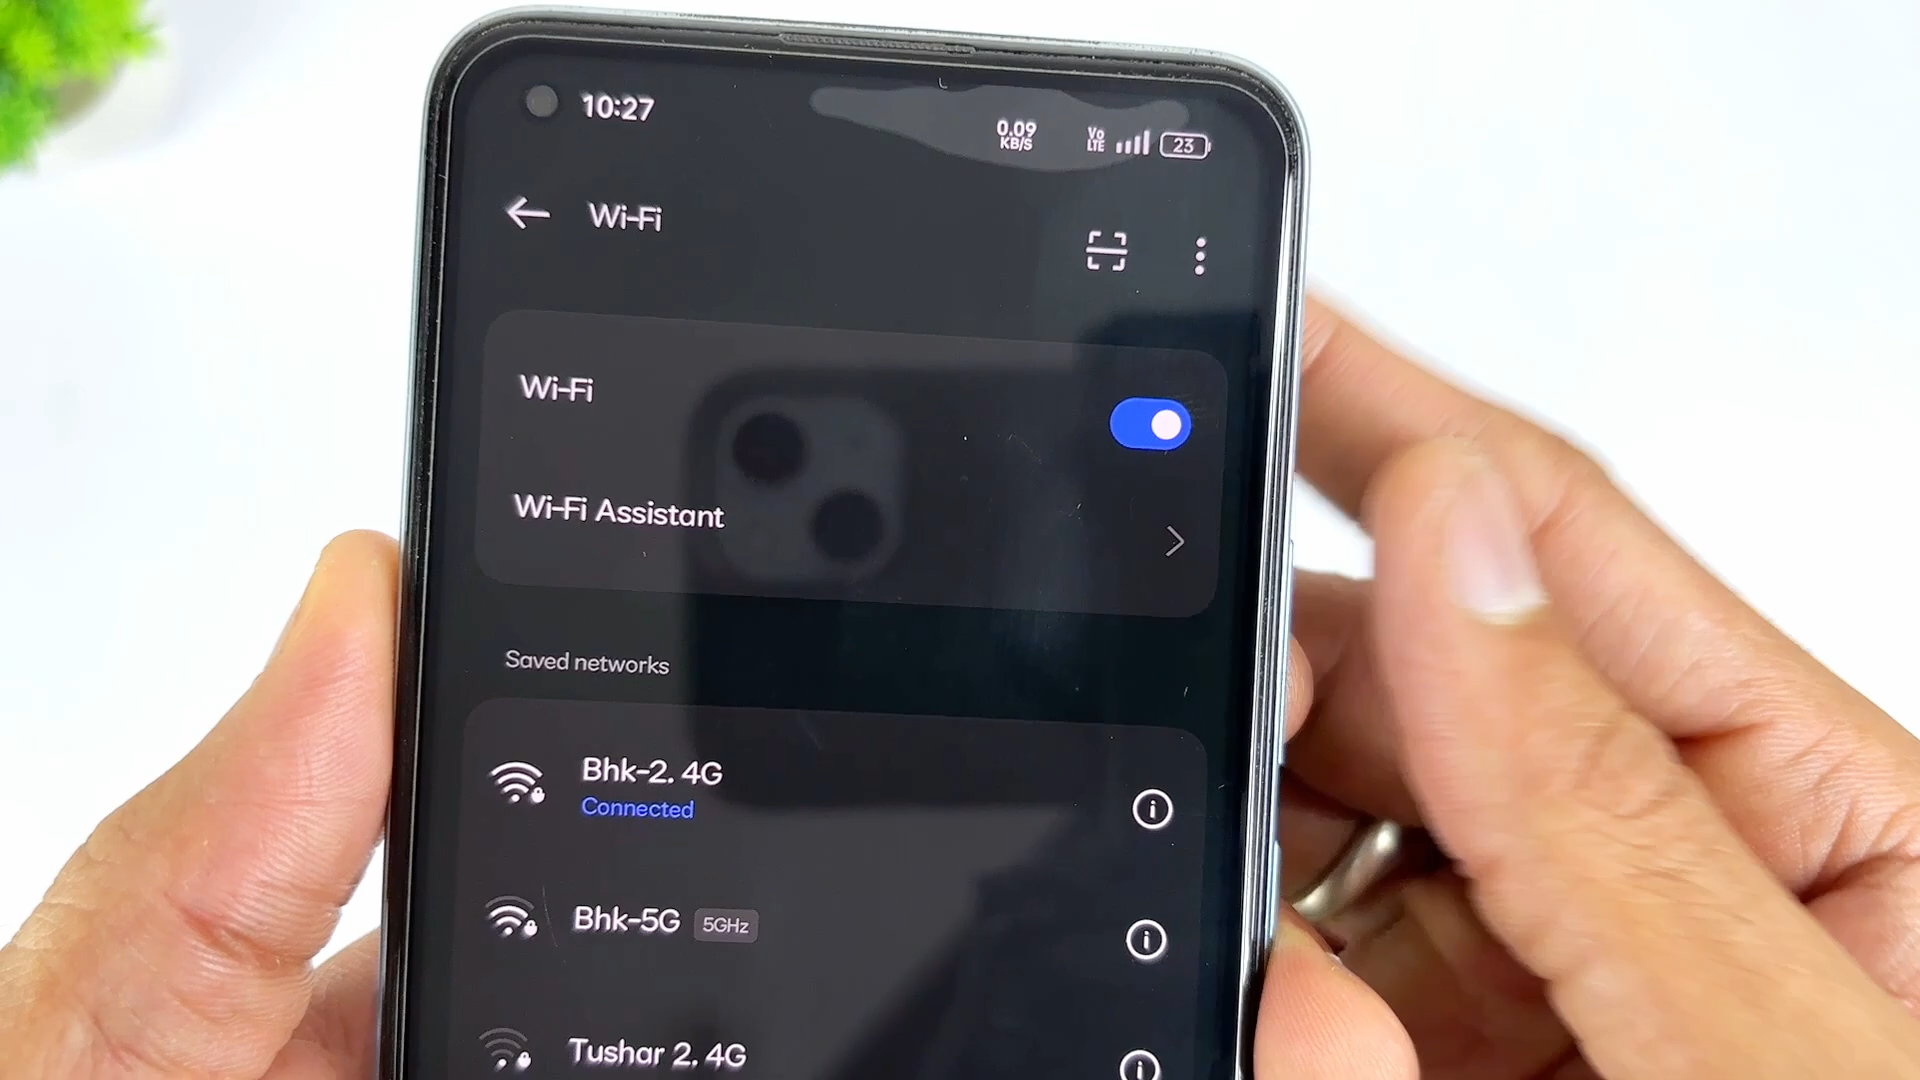 10:27
0.09
KB/S
Vo
LTE
23
Wi-Fi
Wi-Fi
Wi-Fi Assistant
Saved networks
Bhk-2. 4G
Connected
Bhk-5G 5GHz
Tushar 2. 4G